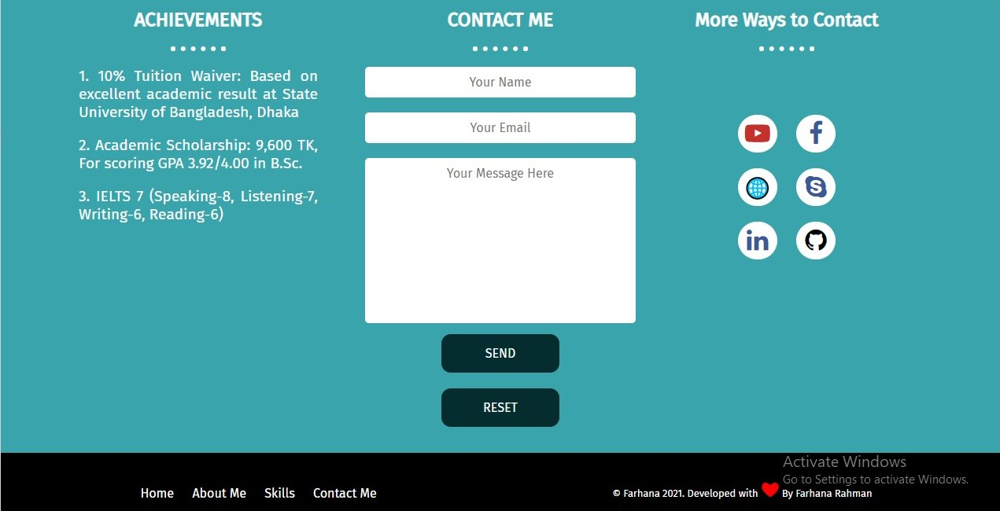 ACHIEVEMENTS
1. 10% Tuition Waiver: Based on
excellent academic result at State
University of Bangladesh, Dhaka
2. Academic Scholarship: 9,600 TK,
For scoring GPA 3.92/4.00 in B.Sc.
3. IELTS 7 (Speaking-8, Listening-7,
Writing-6, Reading-6)
CONTACT ME
Your Name
Your Email
Your Message Here
SEND
RESET
More Ways to Contact
f
S
in
Home About Me Skills Contact Me
Activate Windows
Go to Settings to activate Windows.
© Farhana 2021. Developed with ❤ By Farhana Rahman